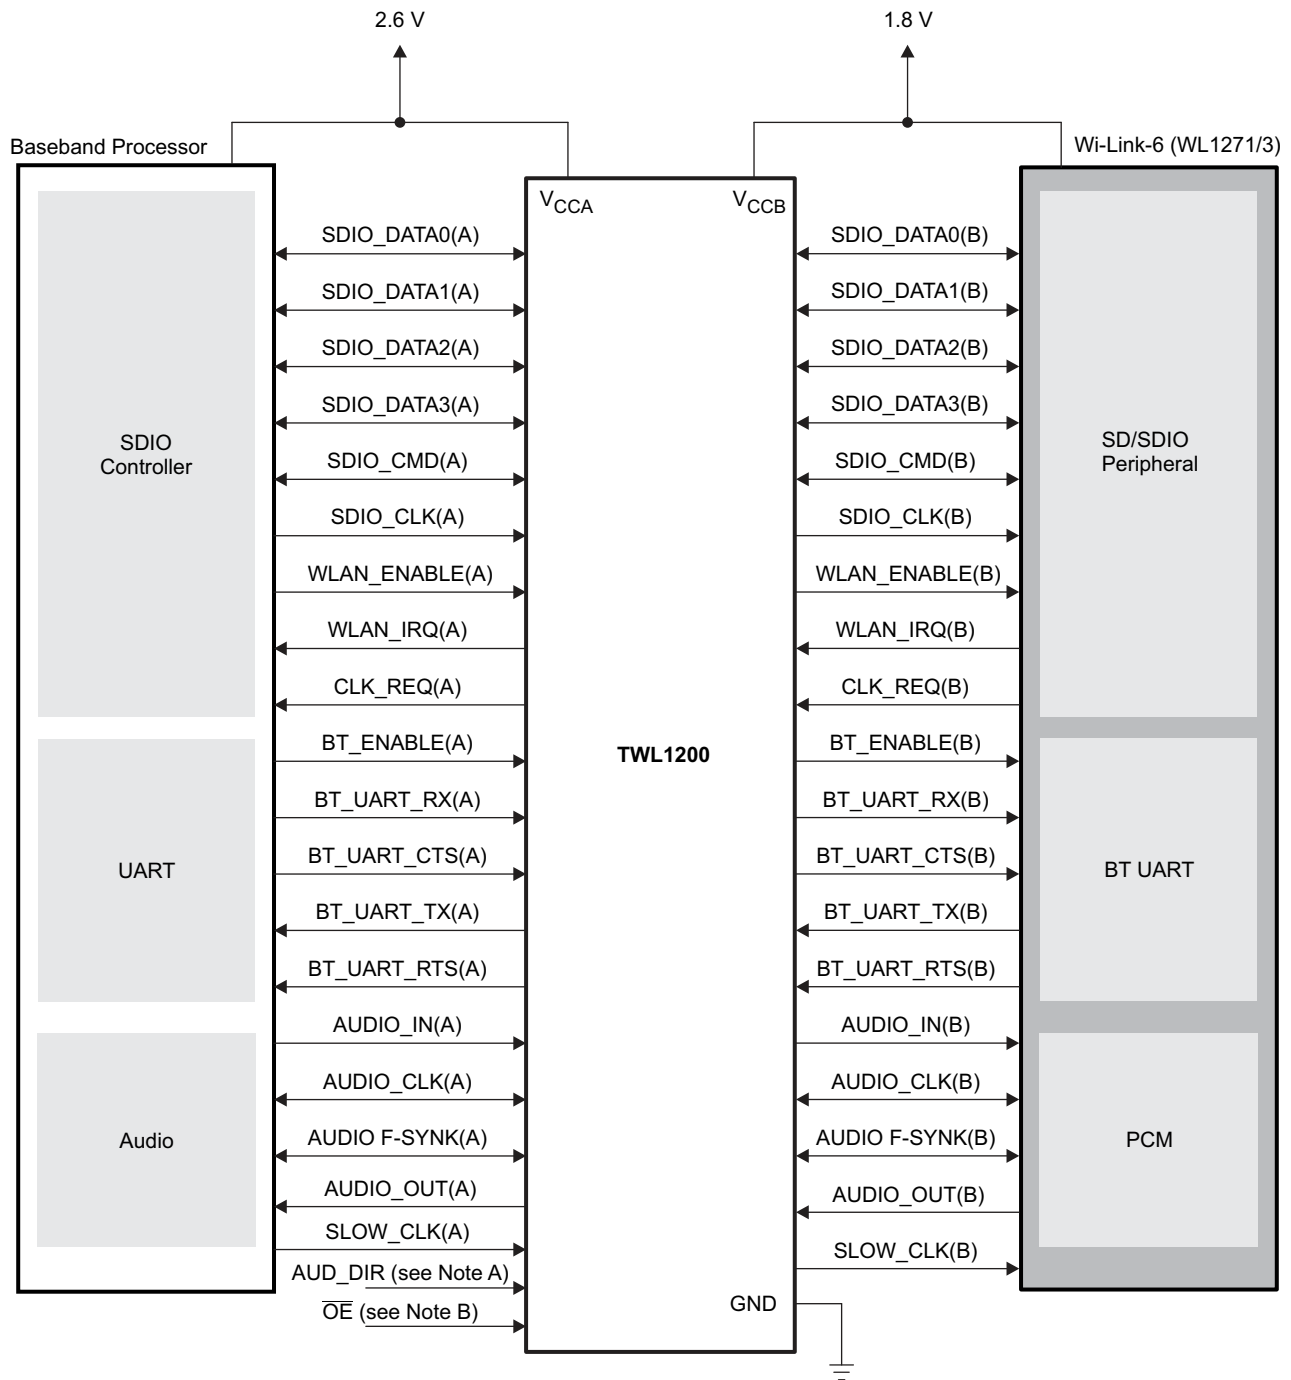 2.6 V
1.8 V
Baseband Processor
Wi-Link-6 (WL1271/3)
VCCA
VCCB
SDIO_DATA0(A)
SDIO_DATA0(B)
SDIO_DATA1(A)
SDIO_DATA1(B)
SDIO_DATA2(A)
SDIO_DATA2(B)
SDIO_DATA3(A)
SDIO_DATA3(B)
SDIO
Controller
SD/SDIO
Peripheral
SDIO_CMD(A)
SDIO_CMD(B)
SDIO_CLK(A)
SDIO_CLK(B)
WLAN_ENABLE(A)
WLAN_ENABLE(B)
WLAN_IRQ(A)
WLAN_IRQ(B)
CLK_REQ(A)
CLK_REQ(B)
BT_ENABLE(A)
TWL1200
BT_ENABLE(B)
BT_UART_RX(A)
BT_UART_RX(B)
BT_UART_CTS(A)
BT_UART_CTS(B)
UART
BT UART
BT_UART_TX(A)
BT_UART_TX(B)
BT_UART_RTS(A)
BT_UART_RTS(B)
AUDIO_IN(A)
AUDIO_IN(B)
AUDIO_CLK(A)
AUDIO_CLK(B)
Audio
AUDIO F-SYNK(A)
AUDIO F-SYNK(B)
PCM
AUDIO_OUT(A)
AUDIO_OUT(B)
SLOW_CLK(A)
SLOW_CLK(B)
AUD_DIR (see Note A)
OE (see Note B)
GND